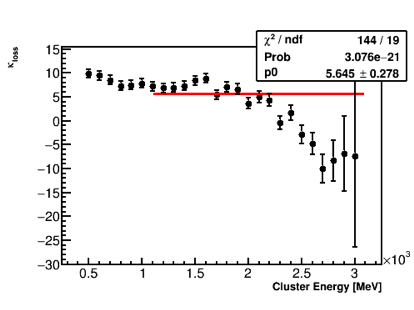 χ² / ndf 144 / 19
Prob 3.076e−21
p0 5.645 ± 0.278
κloss
15
10
5
0
−5
−10
−15
−20
−25
−30
0.5 1 1.5 2 2.5 3
×10³
Cluster Energy [MeV]